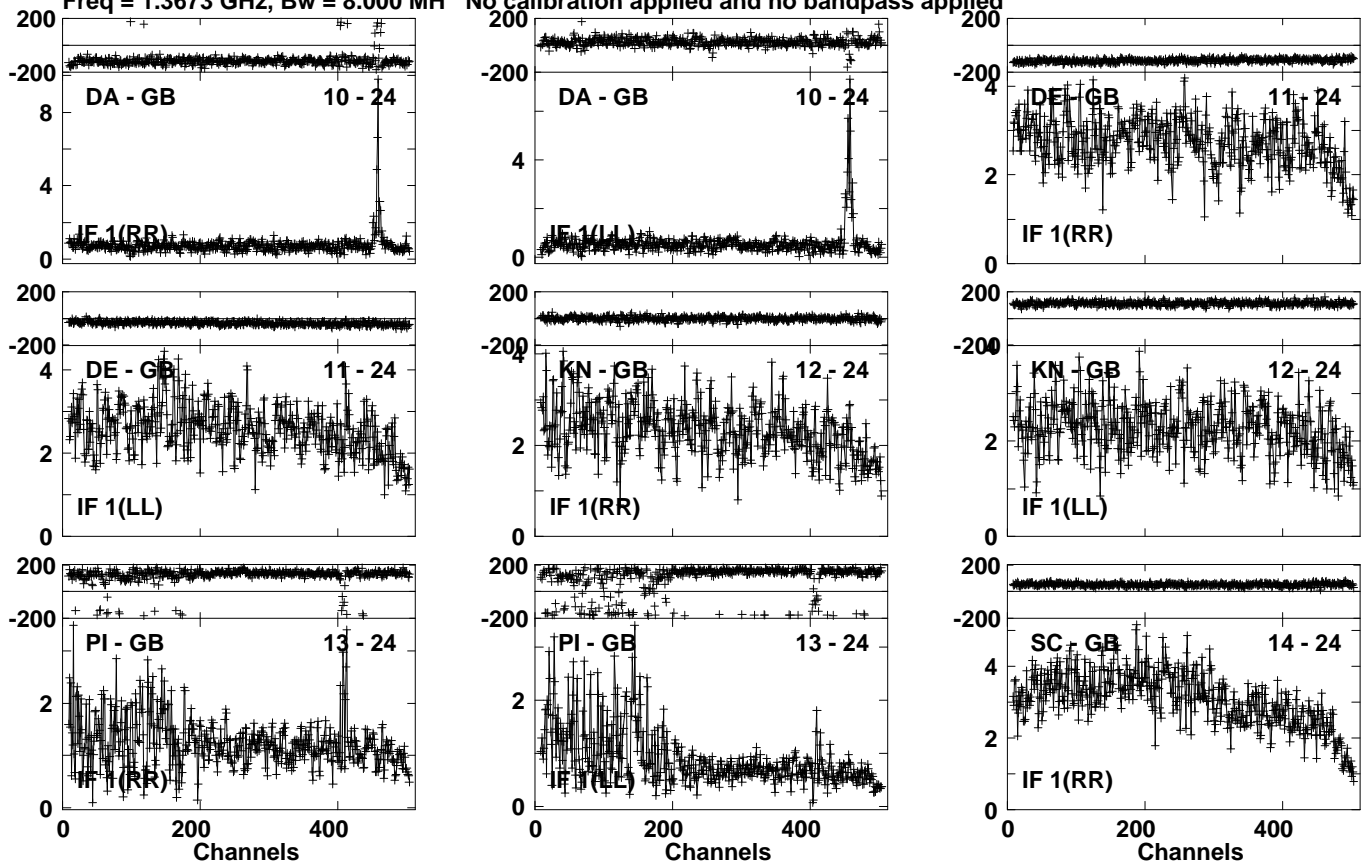 Freq = 1.3673 GHz, Bw = 8.000 MH No calibration applied and no bandpass applied
200
-200
DA - GB 10 - 24
8
4
0
IF 1(RR)
200
-200
DA - GB 10 - 24
4
0
IF 1(LL)
200
-200
DE - GB 11 - 24
4
2
0
IF 1(RR)
200
-200
DE - GB 11 - 24
4
2
0
IF 1(LL)
200
-200
KN - GB 12 - 24
4
2
0
IF 1(RR)
200
-200
KN - GB 12 - 24
4
2
0
IF 1(LL)
200
-200
PI - GB 13 - 24
2
0
IF 1(RR)
200
-200
PI - GB 13 - 24
2
0
IF 1(LL)
200
-200
SC - GB 14 - 24
4
2
0
IF 1(RR)
0 200 400
Channels
0 200 400
Channels
0 200 400
Channels